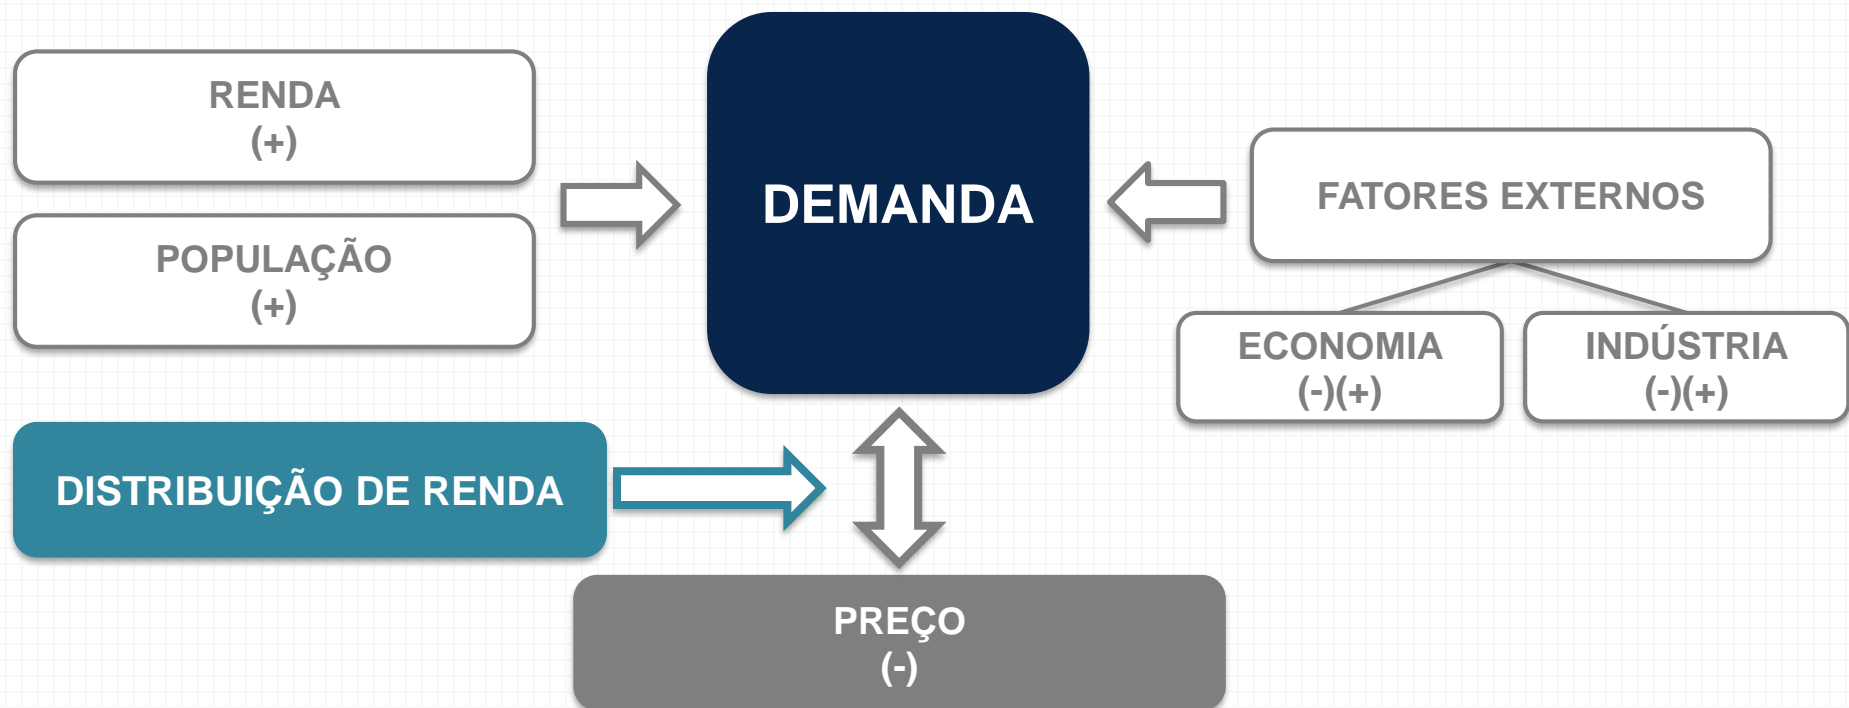 RENDA
(+)
POPULAÇÃO
(+)
DEMANDA
FATORES EXTERNOS
ECONOMIA
(-)(+)
INDÚSTRIA
(-)(+)
DISTRIBUIÇÃO DE RENDA
PREÇO
(-)